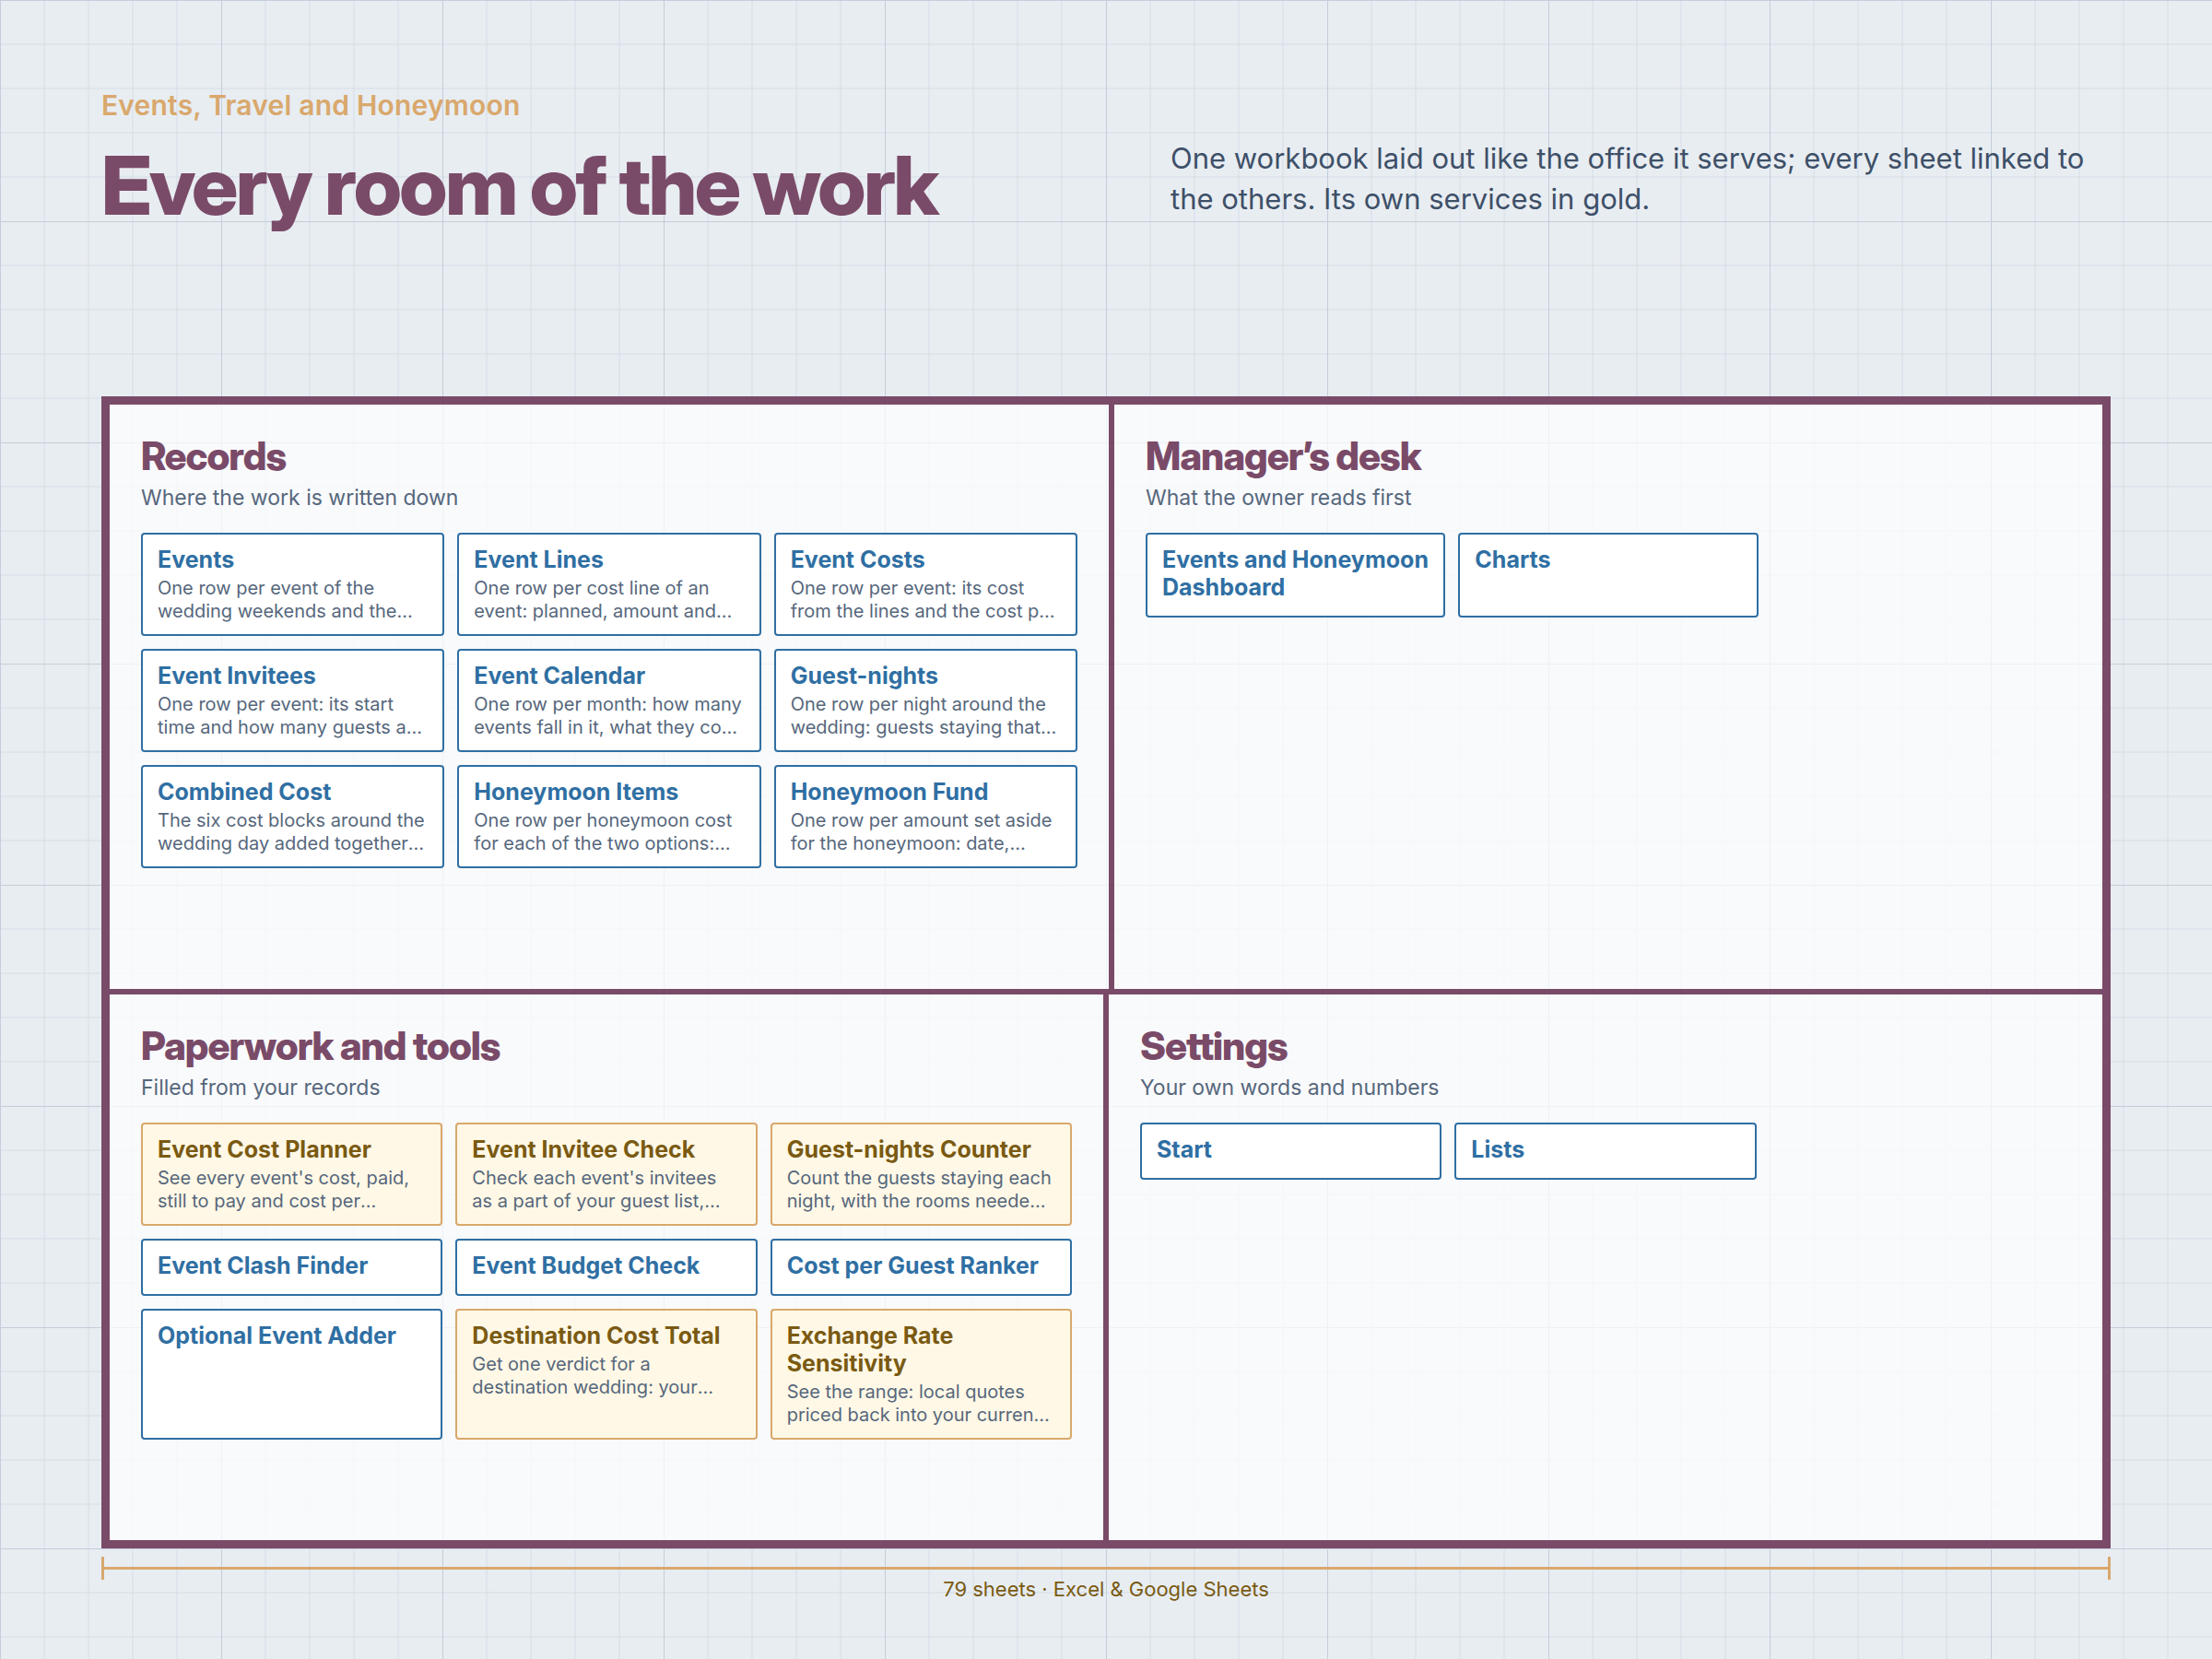 Events, Travel and Honeymoon
Every room of the work
One workbook laid out like the office it serves; every sheet linked to
the others. Its own services in gold.
Records
Where the work is written down
Events
One row per event of the
wedding weekends and the...
Event Lines
One row per cost line of an
event: planned, amount and...
Event Costs
One row per event: its cost
from the lines and the cost p...
Event Invitees
One row per event: its start
time and how many guests a...
Event Calendar
One row per month: how many
events fall in it, what they co...
Guest-nights
One row per night around the
wedding: guests staying that...
Combined Cost
The six cost blocks around the
wedding day added together...
Honeymoon Items
One row per honeymoon cost
for each of the two options:...
Honeymoon Fund
One row per amount set aside
for the honeymoon: date,...
Manager’s desk
What the owner reads first
Events and Honeymoon
Dashboard
Charts
Paperwork and tools
Filled from your records
Event Cost Planner
See every event's cost, paid,
still to pay and cost per...
Event Invitee Check
Check each event's invitees
as a part of your guest list,...
Guest-nights Counter
Count the guests staying each
night, with the rooms neede...
Event Clash Finder
Event Budget Check
Cost per Guest Ranker
Optional Event Adder
Destination Cost Total
Get one verdict for a
destination wedding: your...
Exchange Rate
Sensitivity
See the range: local quotes
priced back into your curren...
Settings
Your own words and numbers
Start
Lists
79 sheets · Excel & Google Sheets